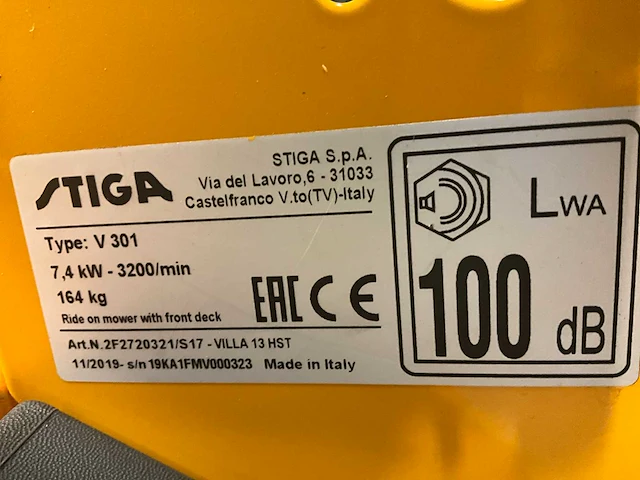 STIGA
STIGA S.p.A.
Via del Lavoro,6 - 31033
Castelfranco V.to(TV)-Italy
Type: V 301
7,4 kW - 3200/min
164 kg
Ride on mower with front deck
EAC CE
Art.N.2F2720321/S17 - VILLA 13 HST
11/2019- s/n 19KA1FMV000323 Made in Italy
LWA
100 dB